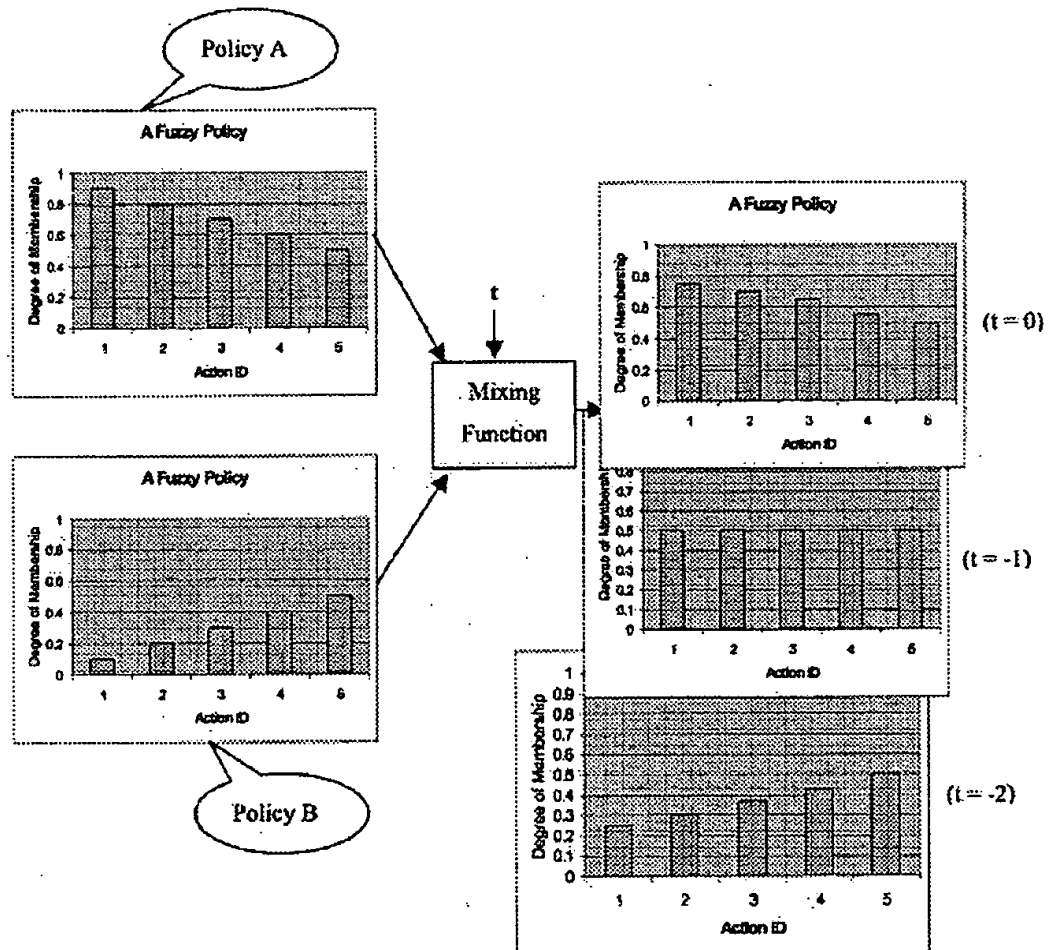 Policy A
A Fuzzy Policy
Degree of Membership
1
0.8
0.6
0.4
0.2
0
1 2 3 4 5
Action ID
A Fuzzy Policy
Degree of Membership
1
0.8
0.6
0.4
0.2
0
1 2 3 4 5
Action ID
Policy B
t
Mixing
Function
A Fuzzy Policy
Degree of Membership
1
0.8
0.6
0.4
0.2
0
1 2 3 4 5
Action ID
(t = 0)
Degree of Membership
0.8
0.7
0.6
0.5
0.4
0.3
0.2
0.1
0
1 2 3 4 5
Action ID
(t = -1)
Degree of Membership
1
0.9
0.8
0.7
0.6
0.5
0.4
0.3
0.2
0.1
0
1 2 3 4 5
Action ID
(t = -2)